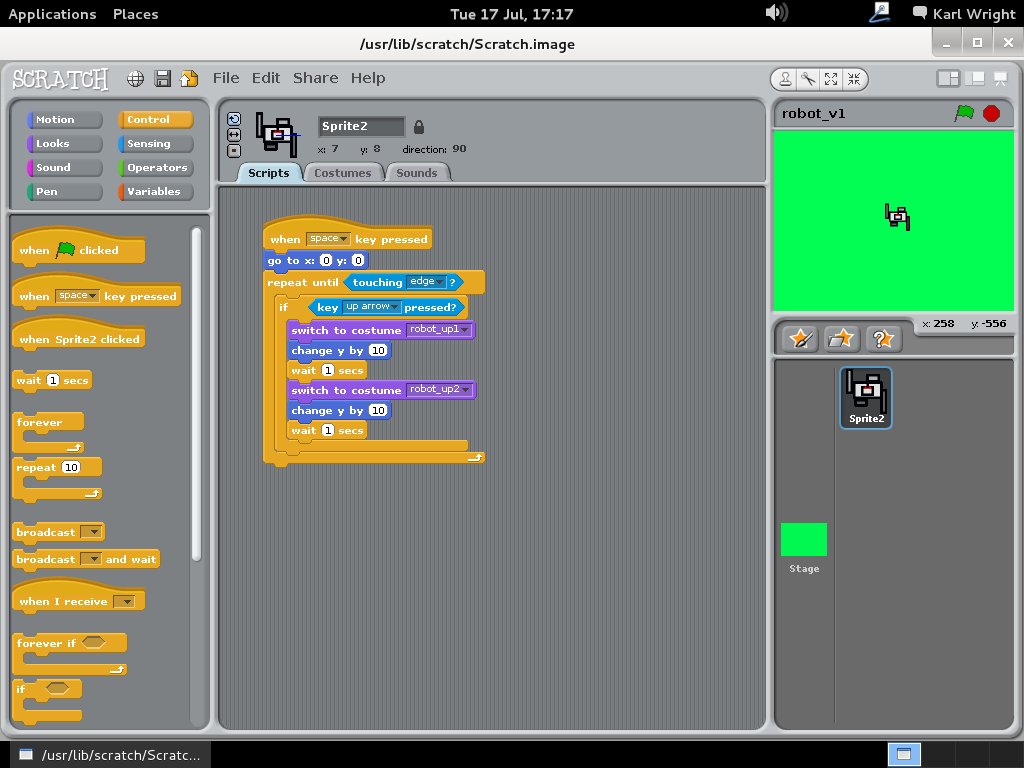 Applications Places Tue 17 Jul, 17:17 Karl Wright
/usr/lib/scratch/Scratch.image
SCRATCH File Edit Share Help
Motion Control
Looks Sensing
Sound Operators
Pen Variables
when clicked
when space key pressed
when Sprite2 clicked
wait 1 secs
forever
repeat 10
broadcast
broadcast and wait
when I receive
forever if
if
Sprite2
x: 7 y: 8 direction: 90
Scripts Costumes Sounds
when space key pressed
go to x: 0 y: 0
repeat until touching edge ?
if key up arrow pressed?
switch to costume robot_up1
change y by 10
wait 1 secs
switch to costume robot_up2
change y by 10
wait 1 secs
robot_v1
x: 258 y: -556
?
Sprite2
Stage
/usr/lib/scratch/Scratc...